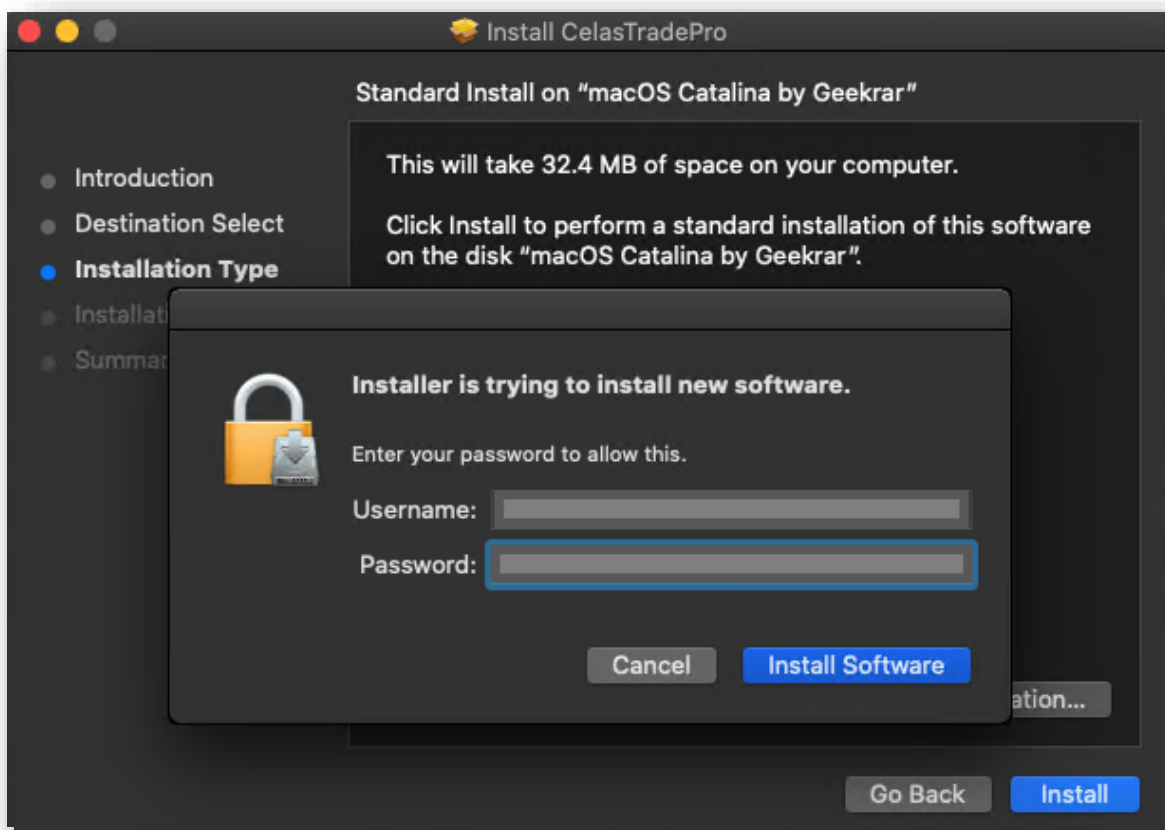 Install CelasTradePro
Standard Install on “macOS Catalina by Geekrar”
Introduction
Destination Select
Installation Type
Installati
Summar
This will take 32.4 MB of space on your computer.
Click Install to perform a standard installation of this software
on the disk “macOS Catalina by Geekrar”.
Installer is trying to install new software.
Enter your password to allow this.
Username:
Password:
Cancel
Install Software
ation...
Go Back
Install